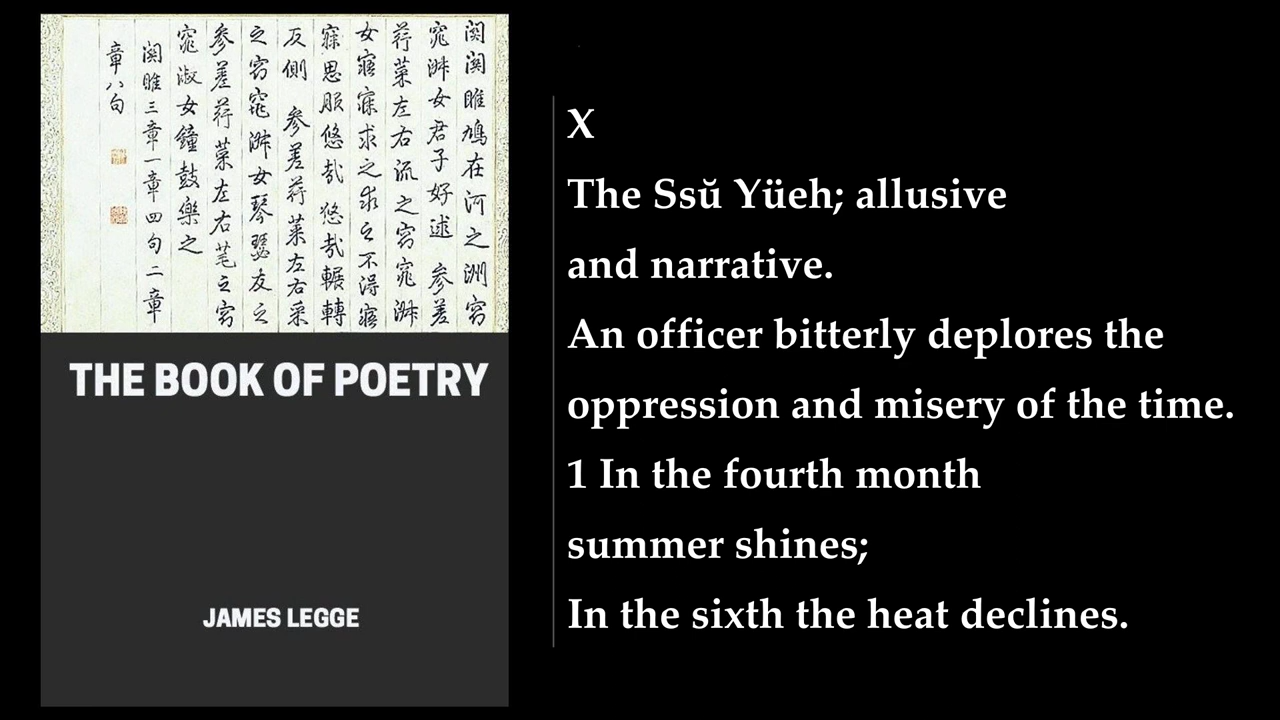 關關雎鳩在河之洲窈
窕淑女君子好逑 參差
荇菜左右流之窈窕淑
女寤寐求之求之不得寤
寐思服悠哉悠哉輾轉
反側 參差荇菜左右采
之窈窕淑女琴瑟友之
參差荇菜左右芼之窈
窕淑女鐘鼓樂之
關雎三章一章四句二章
章八句
THE BOOK OF POETRY
JAMES LEGGE
X
The Ssŭ Yüeh; allusive
and narrative.
An officer bitterly deplores the
oppression and misery of the time.
1 In the fourth month
summer shines;
In the sixth the heat declines.